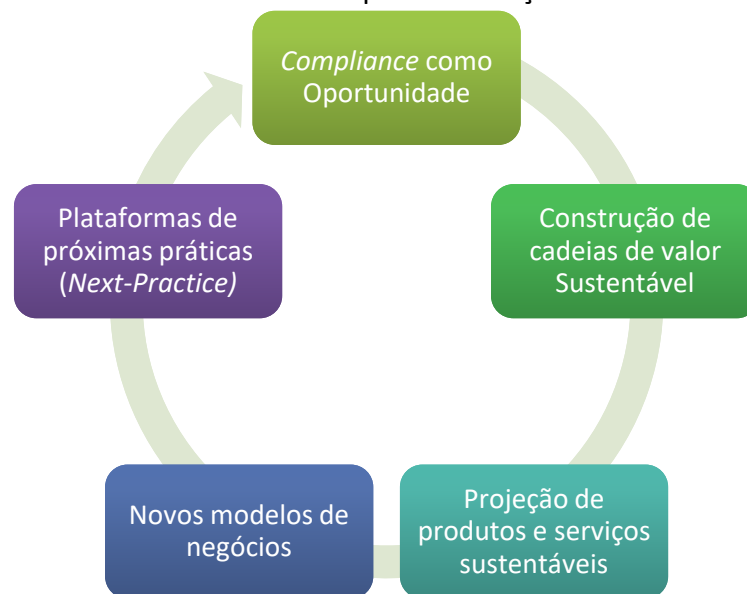 Compliance como
Oportunidade
Construção de
cadeias de valor
Sustentável
Projeção de
produtos e serviços
sustentáveis
Novos modelos de
negócios
Plataformas de
próximas práticas
(Next-Practice)